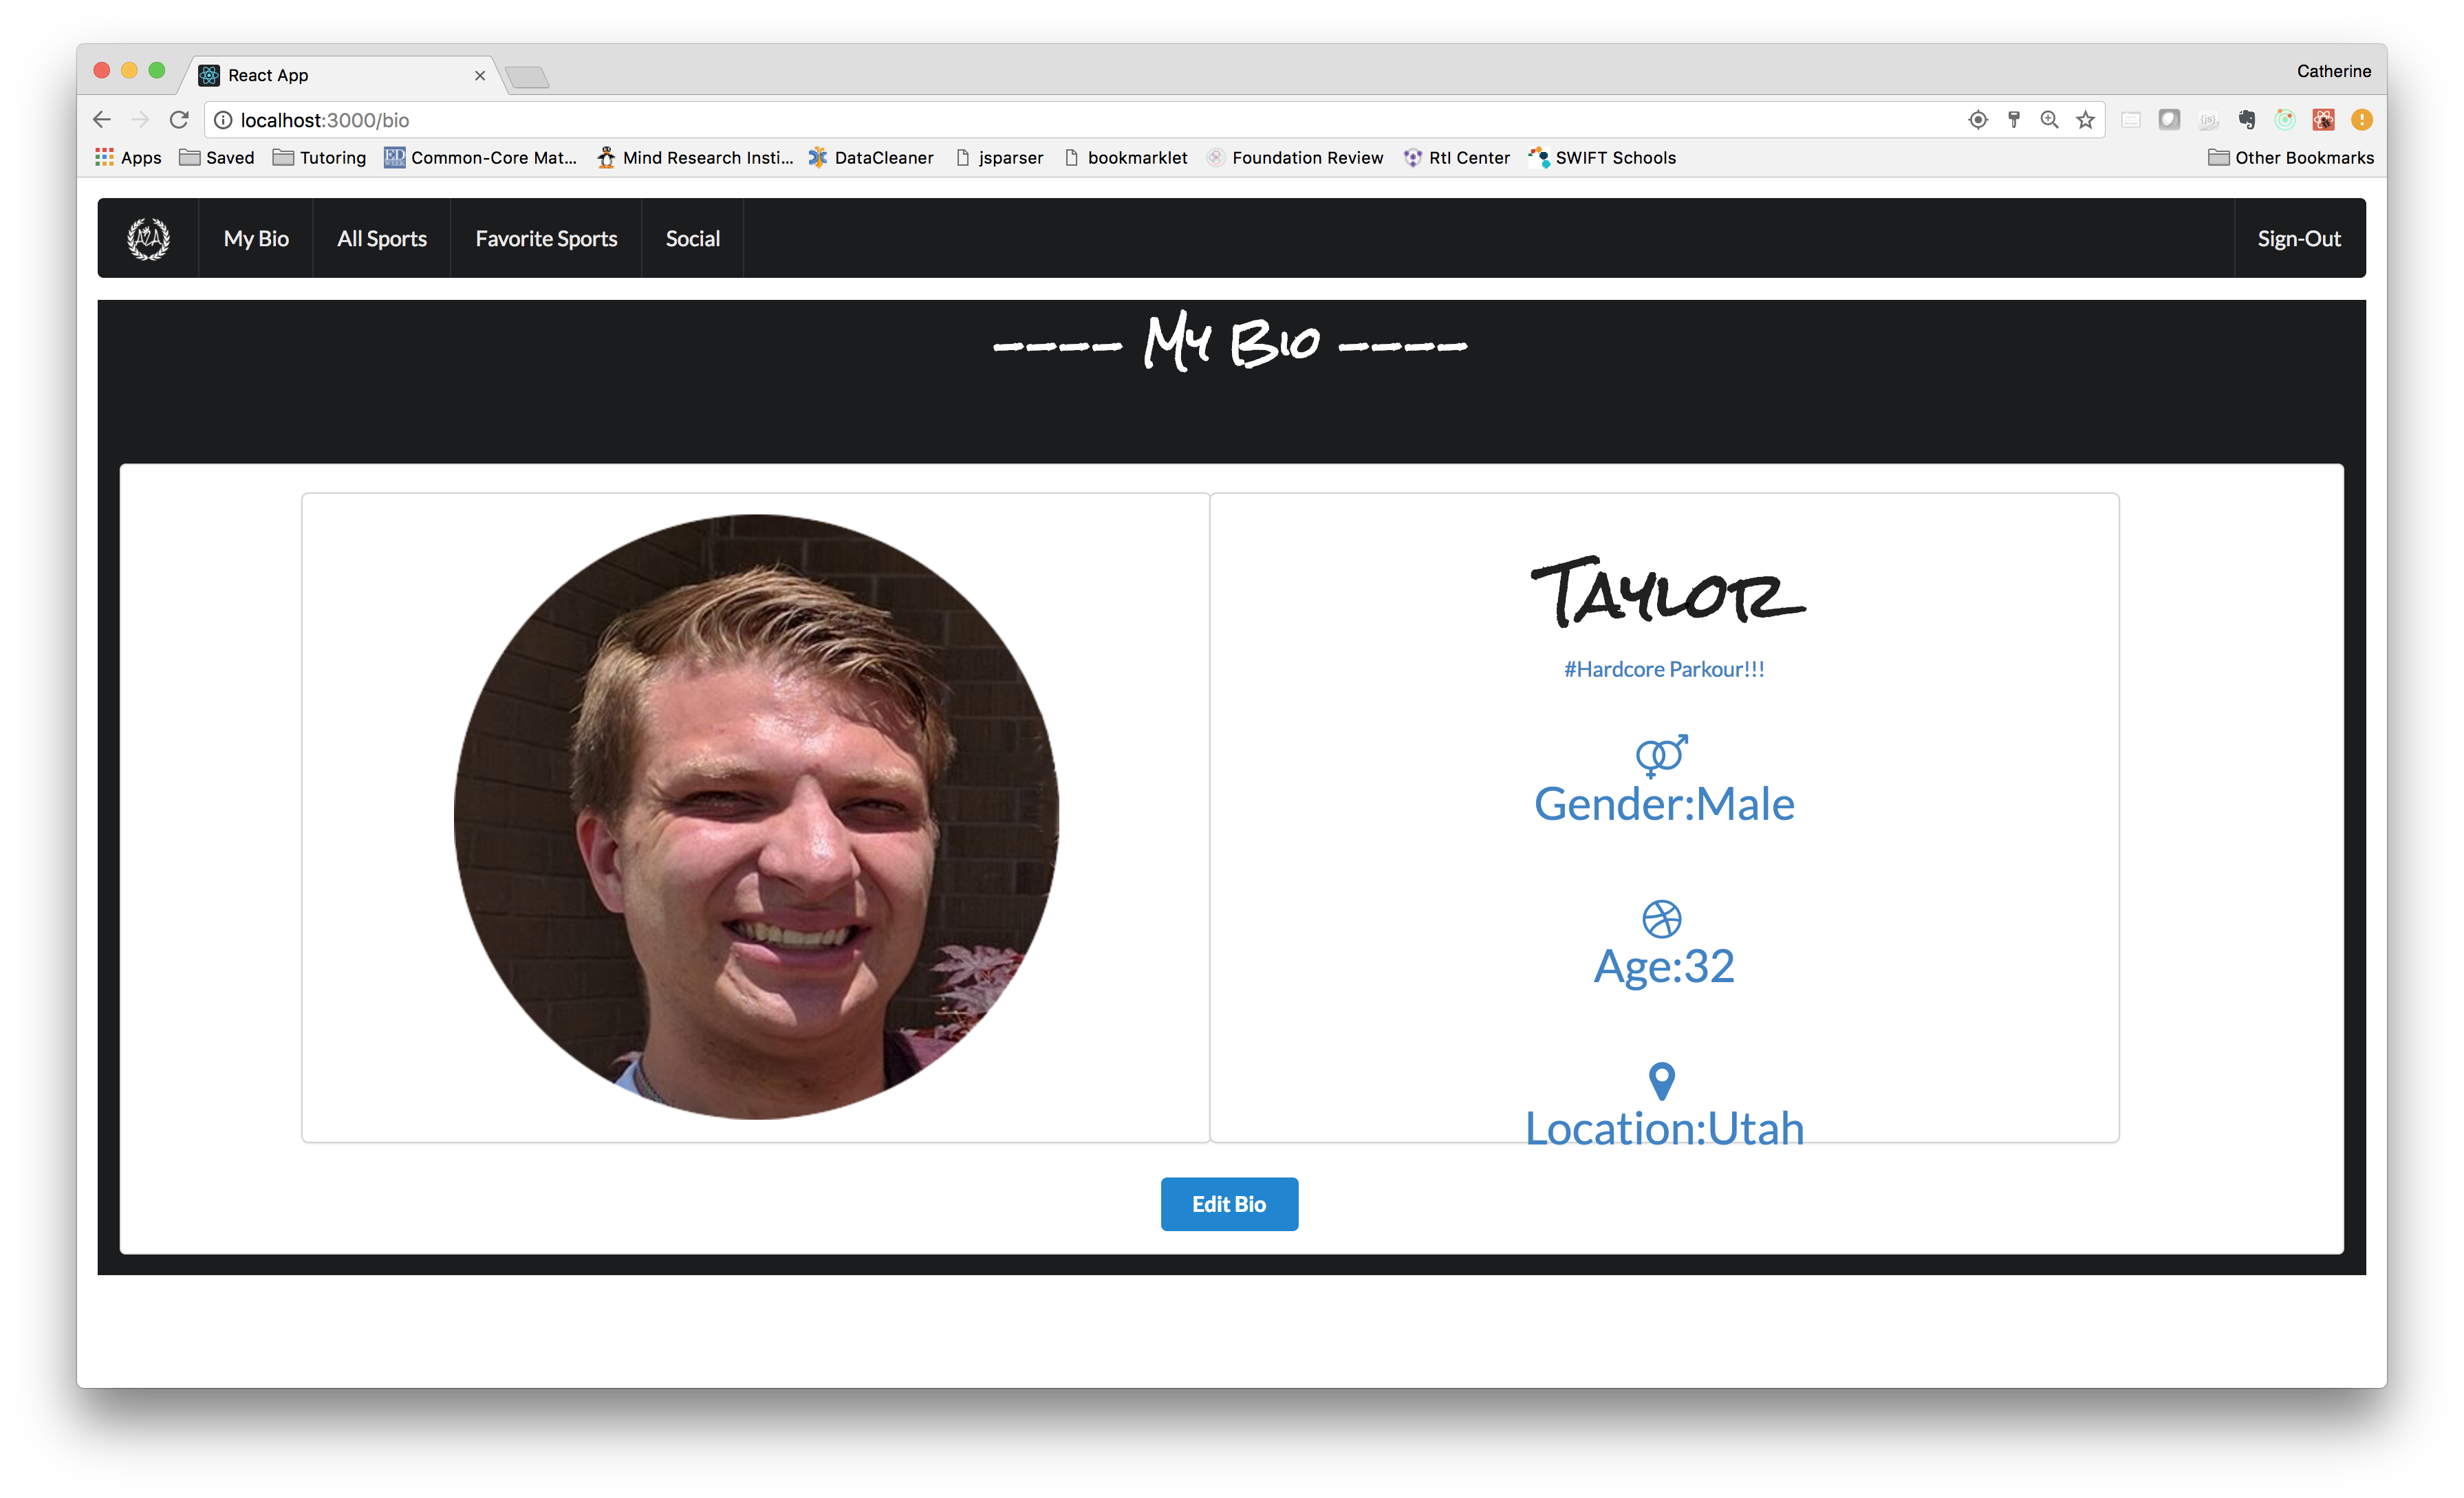 React App
Catherine
localhost:3000/bio
Apps Saved Tutoring Common-Core Mat... Mind Research Insti... DataCleaner jsparser bookmarklet Foundation Review RtI Center SWIFT Schools Other Bookmarks
A2A My Bio All Sports Favorite Sports Social Sign-Out
---- My Bio ----
Taylor
#Hardcore Parkour!!!
Gender:Male
Age:32
Location:Utah
Edit Bio